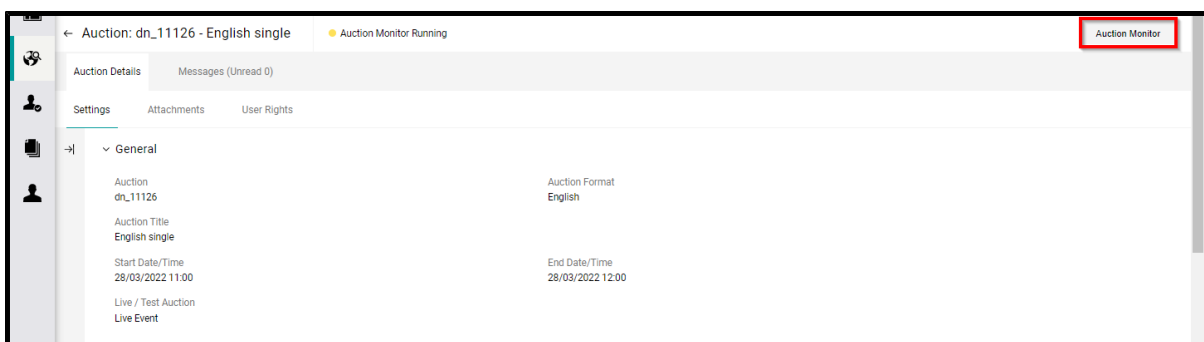 ← Auction: dn_11126 - English single Auction Monitor Running Auction Monitor
Auction Details Messages (Unread 0)
Settings Attachments User Rights
General
Auction Auction Format
dn_11126 English
Auction Title
English single
Start Date/Time End Date/Time
28/03/2022 11:00 28/03/2022 12:00
Live / Test Auction
Live Event